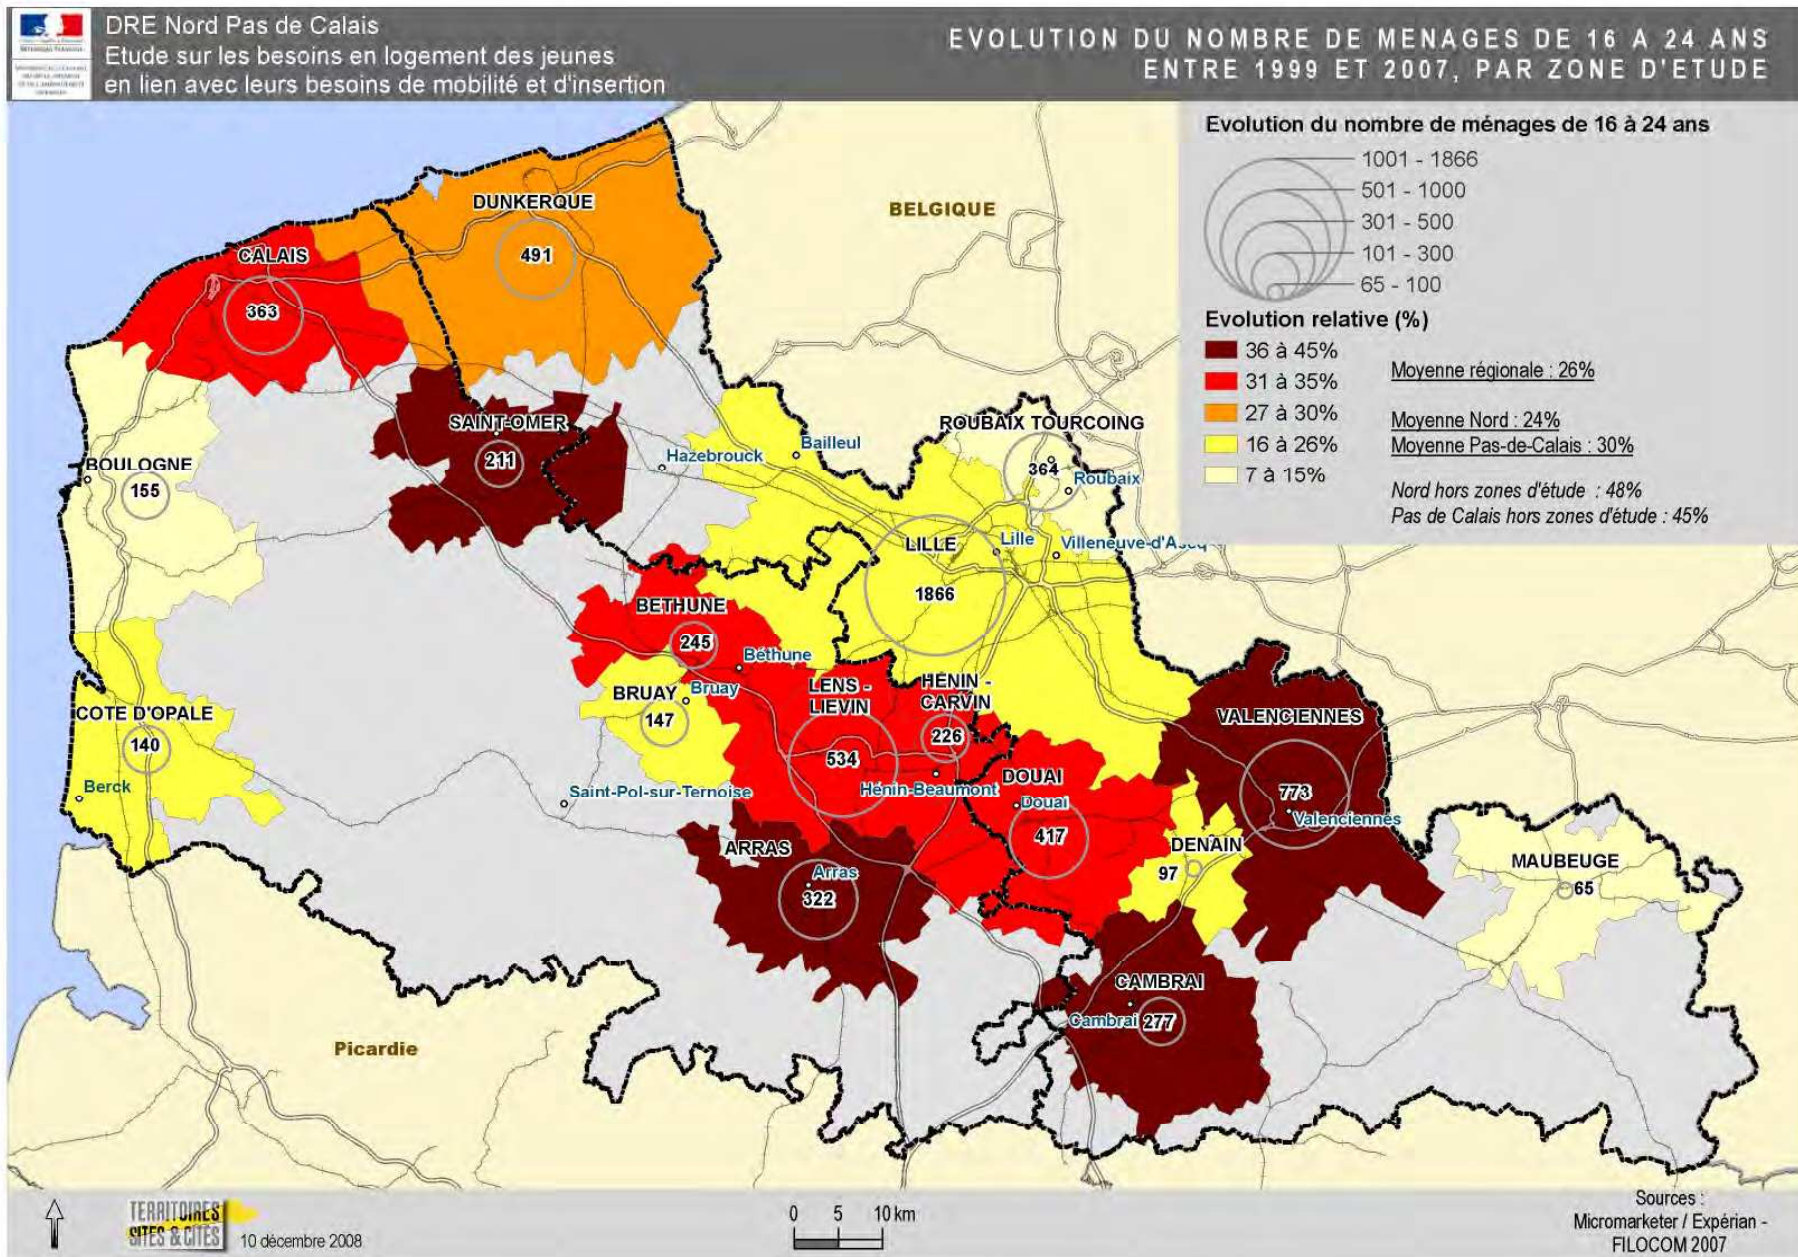 DRE Nord Pas de Calais
Etude sur les besoins en logement des jeunes
en lien avec leurs besoins de mobilité et d'insertion
EVOLUTION DU NOMBRE DE MENAGES DE 16 A 24 ANS
ENTRE 1999 ET 2007, PAR ZONE D'ETUDE
Evolution du nombre de ménages de 16 à 24 ans
1001 - 1866
501 - 1000
301 - 500
101 - 300
65 - 100
Evolution relative (%)
36 à 45%
31 à 35%
27 à 30%
16 à 26%
7 à 15%
Moyenne régionale : 26%
Moyenne Nord : 24%
Moyenne Pas-de-Calais : 30%
Nord hors zones d'étude : 48%
Pas de Calais hors zones d'étude : 45%
DUNKERQUE
491
BELGIQUE
CALAIS
363
SAINT-OMER
211
BOULOGNE
155
Hazebrouck
Bailleul
ROUBAIX TOURCOING
364
Roubaix
LILLE
Lille
Villeneuve-d'Ascq
1866
BETHUNE
245
Béthune
BRUAY
Bruay
147
LENS -
LIEVIN
534
HENIN -
CARVIN
226
Hénin-Beaumont
COTE D'OPALE
140
Berck
Saint-Pol-sur-Ternoise
DOUAI
Douai
417
VALENCIENNES
773
Valenciennes
DENAIN
97
MAUBEUGE
65
ARRAS
Arras
322
CAMBRAI
Cambrai
277
Picardie
TERRITOIRES
SITES & CITÉS
10 décembre 2008
0 5 10 km
Sources :
Micromarketer / Expérian -
FILOCOM 2007